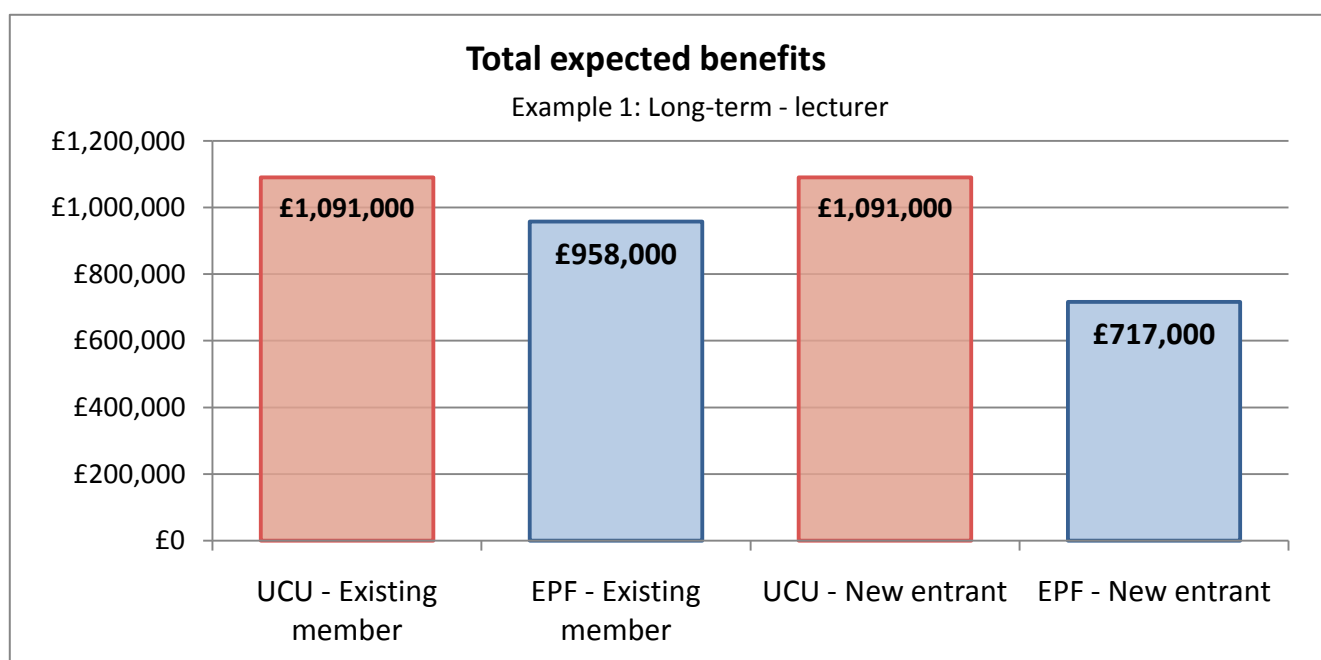 Total expected benefits
Example 1: Long-term - lecturer
£1,200,000
£1,000,000
£800,000
£600,000
£400,000
£200,000
£0
£1,091,000
£958,000
£1,091,000
£717,000
UCU - Existing
member
EPF - Existing
member
UCU - New entrant
EPF - New entrant